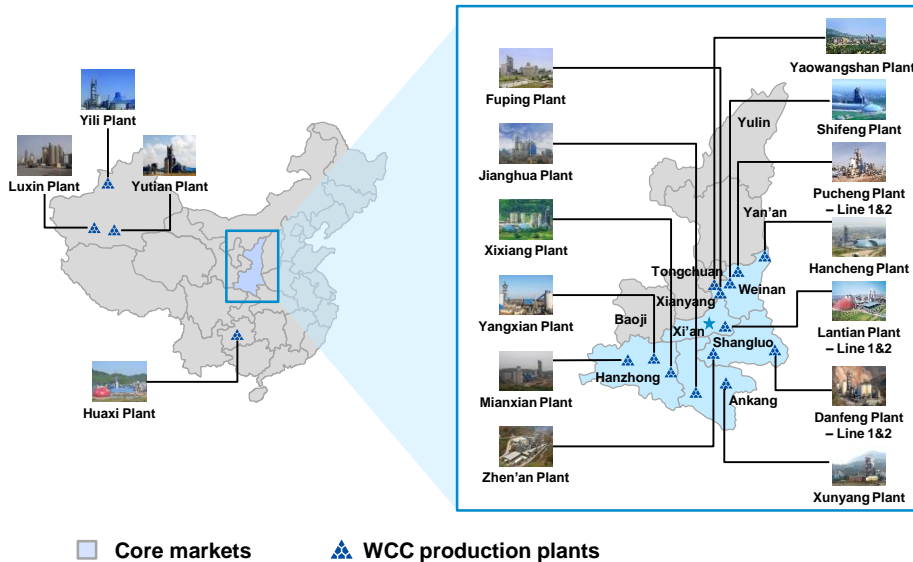 Yili Plant
Luxin Plant
Yutian Plant
Huaxi Plant
Fuping Plant
Jianghua Plant
Xixiang Plant
Yangxian Plant
Mianxian Plant
Zhen'an Plant
Yaowangshan Plant
Shifeng Plant
Pucheng Plant
– Line 1&2
Hancheng Plant
Lantian Plant
– Line 1&2
Danfeng Plant
– Line 1&2
Xunyang Plant
Yulin
Yan'an
Tongchuan
Weinan
Xianyang
Baoji
Xi'an
Shangluo
Hanzhong
Ankang
Core markets
WCC production plants